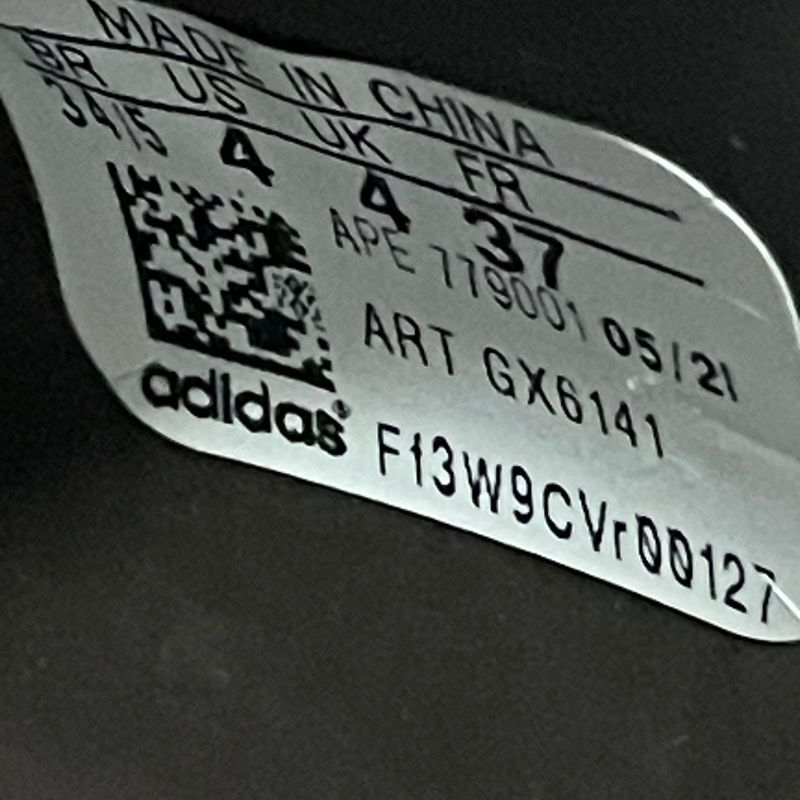 MADE IN CHINA
BR US UK FR
34/5 4 4 37
APE 779001 05/21
ART GX6141
adidas®
Ff3W9CVr00127